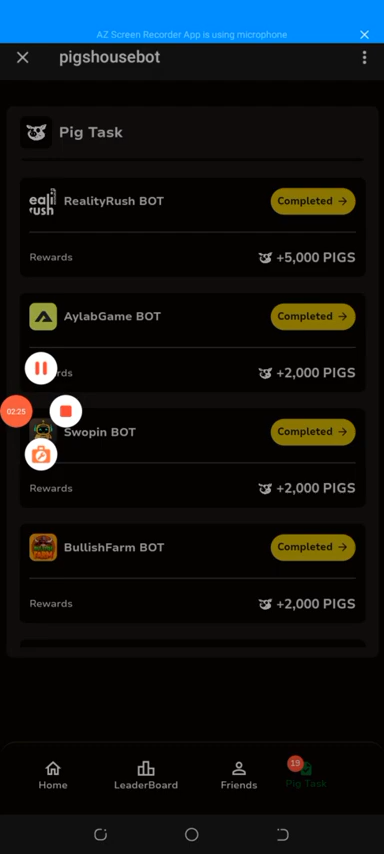 AZ Screen Recorder App is using microphone
pigshousebot
Pig Task
eali
rush
RealityRush BOT
Completed
Rewards
+5,000 PIGS
AylabGame BOT
Completed
rds
+2,000 PIGS
02:25
Swopin BOT
Completed
Rewards
+2,000 PIGS
BullishFarm BOT
Completed
Rewards
+2,000 PIGS
19
Home
LeaderBoard
Friends
Pig Task